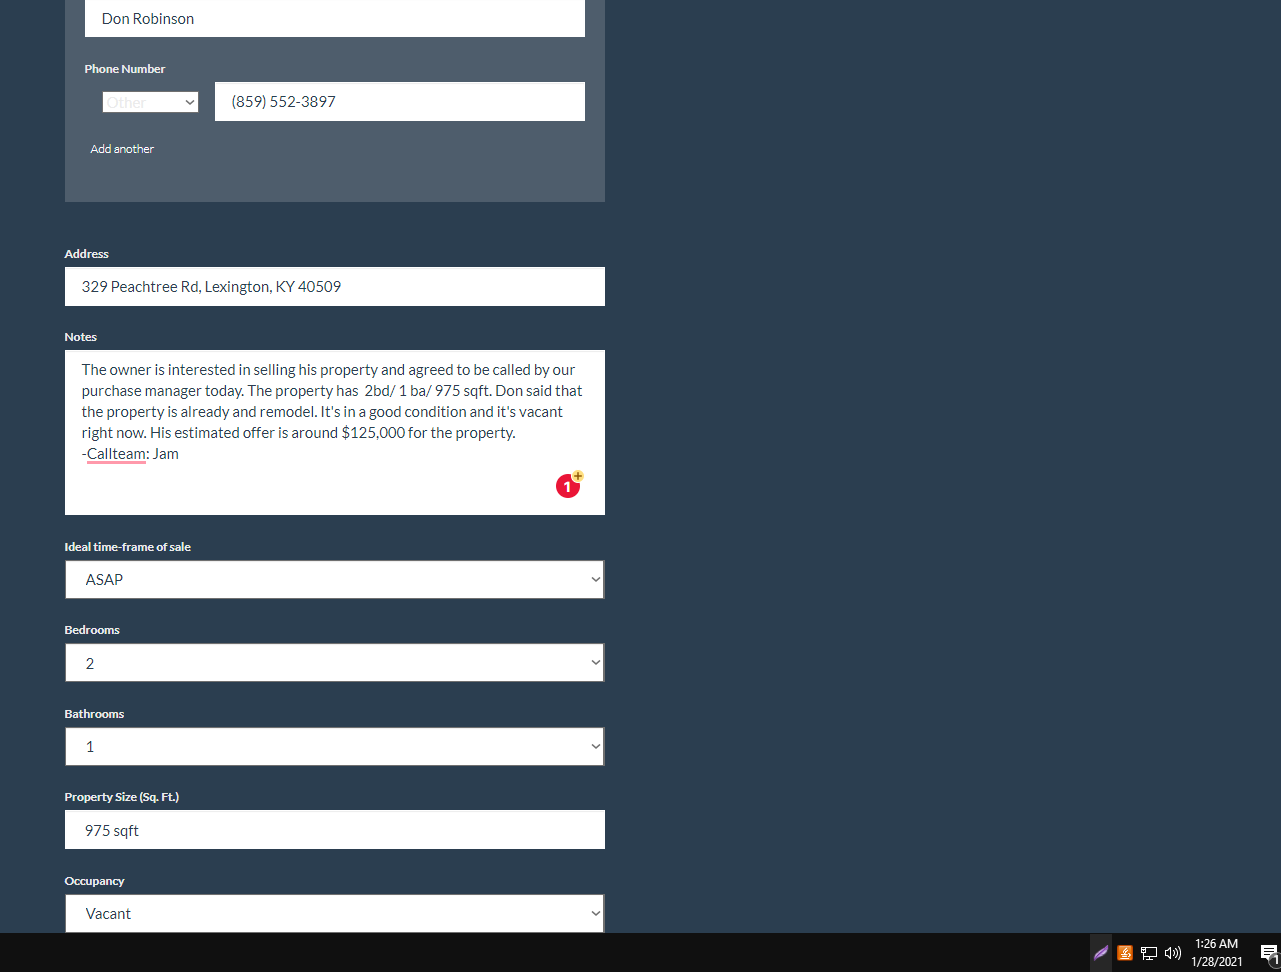 Don Robinson
Phone Number
Other
(859) 552-3897
Add another
Address
329 Peachtree Rd, Lexington, KY 40509
Notes
The owner is interested in selling his property and agreed to be called by our
purchase manager today. The property has  2bd/ 1 ba/ 975 sqft. Don said that
the property is already and remodel. It's in a good condition and it's vacant
right now. His estimated offer is around $125,000 for the property.
-Callteam: Jam
1
+
Ideal time-frame of sale
ASAP
Bedrooms
2
Bathrooms
1
Property Size (Sq. Ft.)
975 sqft
Occupancy
Vacant
1:26 AM
1/28/2021
1